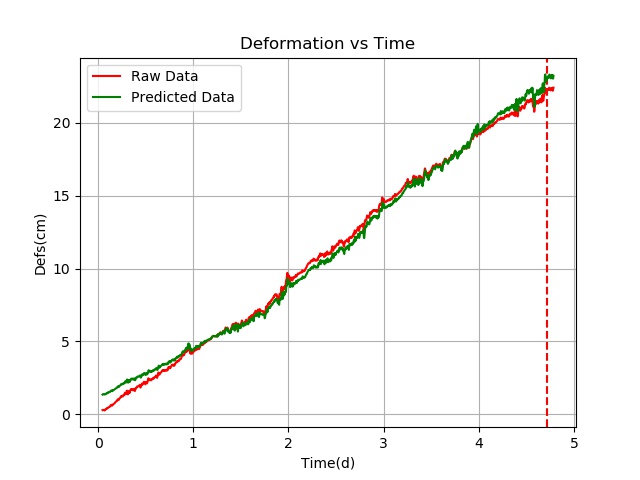 Deformation vs Time
Raw Data
Predicted Data
Defs(cm)
20
15
10
5
0
0 1 2 3 4 5
Time(d)